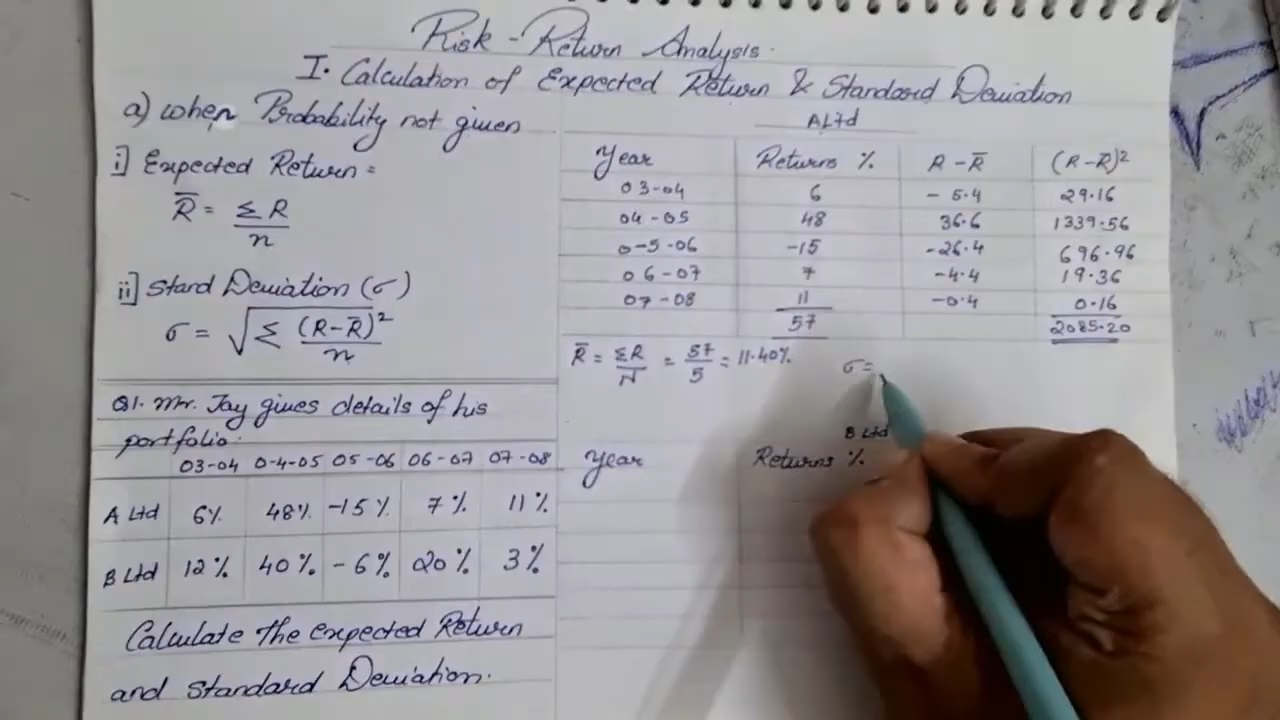 Risk - Return Analysis.
I. Calculation of Expected Return & Standard Deviation
a) when Probability not given
i] Expected Return =
R̅ = ΣR
n
ii] Stard Deviation (σ)
σ = √Σ (R-R̅)²
n
Q1. Mr. Jay gives details of his
portfolio.
03-04 0-4-05 05-06 06-07 07-08
A Ltd 6% 48% -15% 7% 11%
B Ltd 12% 40% -6% 20% 3%
Calculate the expected Return
and Standard Deviation.
A Ltd
Year Returns % R - R̅ (R - R̅)²
03-04 6 - 5.4 29.16
04-05 48 36.6 1339.56
0-5-06 -15 -26.4 696.96
06-07 7 -4.4 19.36
07-08 11 -0.4 0.16
57 2085.20
R̅ = ΣR = 57 = 11.40% σ=
N 5
B Ltd
Year Returns %